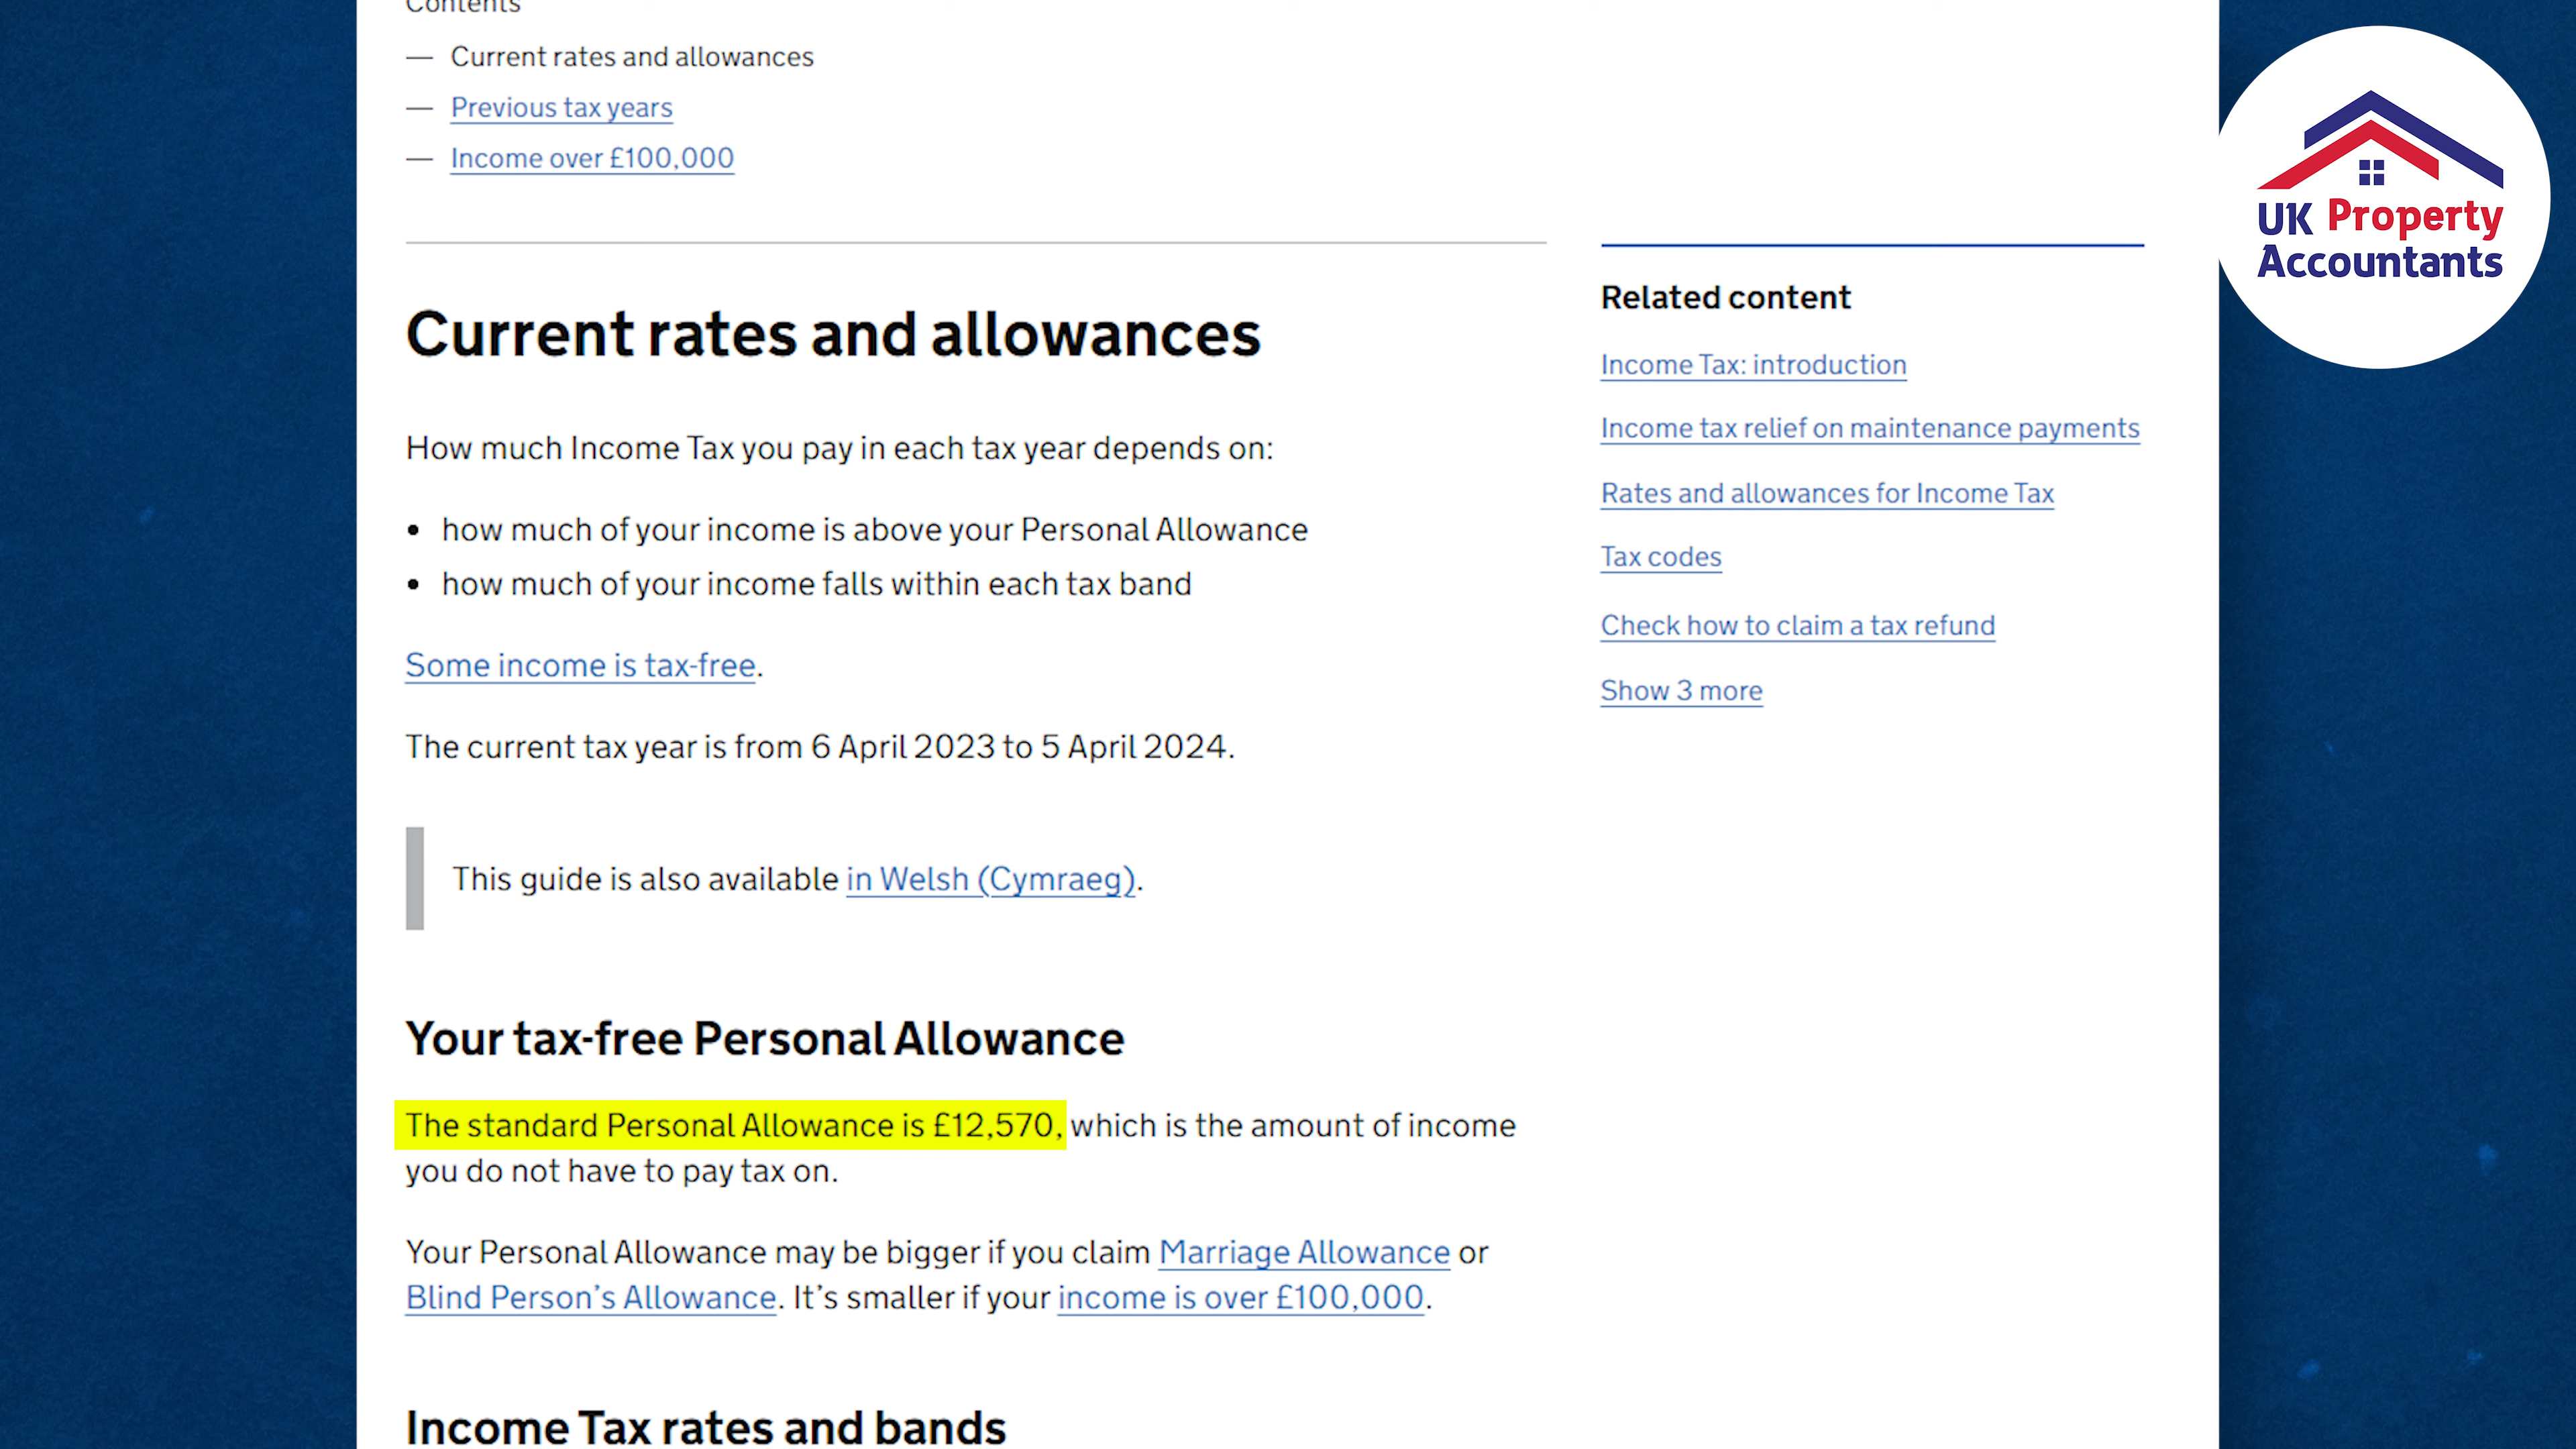 Contents
— Current rates and allowances
— Previous tax years
— Income over £100,000
Current rates and allowances
How much Income Tax you pay in each tax year depends on:
• how much of your income is above your Personal Allowance
• how much of your income falls within each tax band
Some income is tax-free.
The current tax year is from 6 April 2023 to 5 April 2024.
This guide is also available in Welsh (Cymraeg).
Your tax-free Personal Allowance
The standard Personal Allowance is £12,570, which is the amount of income
you do not have to pay tax on.
Your Personal Allowance may be bigger if you claim Marriage Allowance or
Blind Person’s Allowance. It’s smaller if your income is over £100,000.
Income Tax rates and bands
Related content
Income Tax: introduction
Income tax relief on maintenance payments
Rates and allowances for Income Tax
Tax codes
Check how to claim a tax refund
Show 3 more
UK Property
Accountants